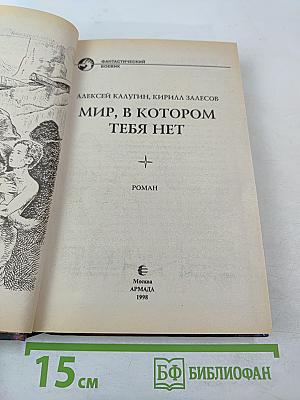 ФАНТАСТИЧЕСКИЙ
БОЕВИК
АЛЕКСЕЙ КАЛУГИН, КИРИЛЛ ЗАЛЕСОВ
МИР, В КОТОРОМ
ТЕБЯ НЕТ
РОМАН
Москва
АРМАДА
1998
15 см
БФ БИБЛИОФАН